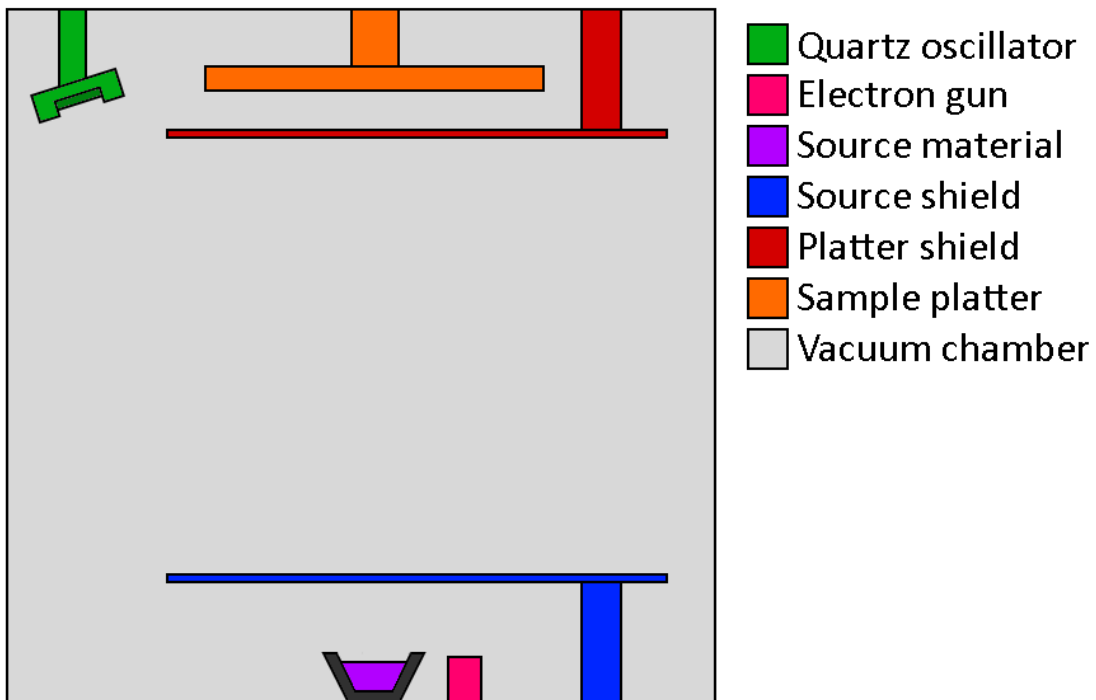 Quartz oscillator
Electron gun
Source material
Source shield
Platter shield
Sample platter
Vacuum chamber